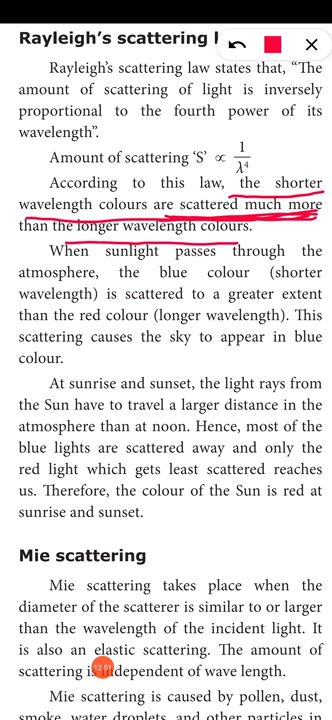 Rayleigh's scattering l
Rayleigh's scattering law states that, "The
amount of scattering of light is inversely
proportional to the fourth power of its
wavelength".
Amount of scattering 'S' ∝ 1/λ⁴
According to this law, the shorter
wavelength colours are scattered much more
than the longer wavelength colours.
When sunlight passes through the
atmosphere, the blue colour (shorter
wavelength) is scattered to a greater extent
than the red colour (longer wavelength). This
scattering causes the sky to appear in blue
colour.
At sunrise and sunset, the light rays from
the Sun have to travel a larger distance in the
atmosphere than at noon. Hence, most of the
blue lights are scattered away and only the
red light which gets least scattered reaches
us. Therefore, the colour of the Sun is red at
sunrise and sunset.
Mie scattering
Mie scattering takes place when the
diameter of the scatterer is similar to or larger
than the wavelength of the incident light. It
is also an elastic scattering. The amount of
scattering is independent of wave length.
12:51
Mie scattering is caused by pollen, dust,
smoke, water droplets, and other particles in